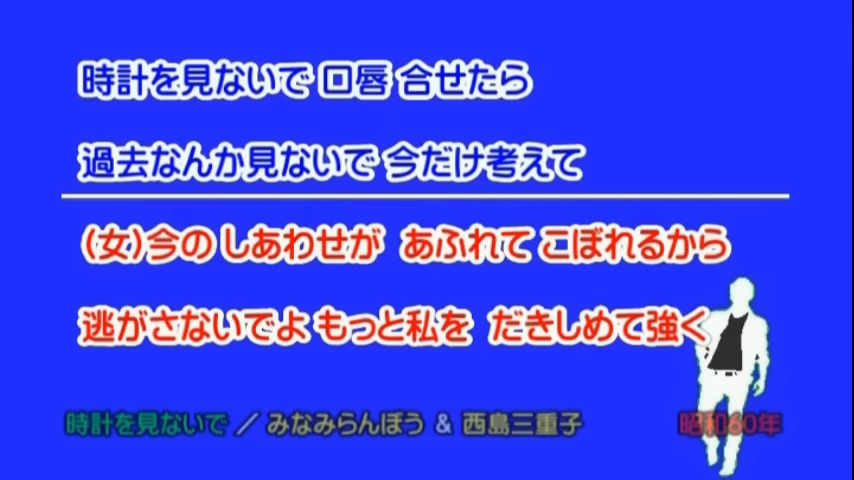 時計を見ないで 口唇 合せたら
過去なんか見ないで 今だけ考えて
(女)今の しあわせが あふれて こぼれるから
逃がさないでよ もっと私を だきしめて強く
時計を見ないで / みなみらんぼう & 西島三重子 昭和60年